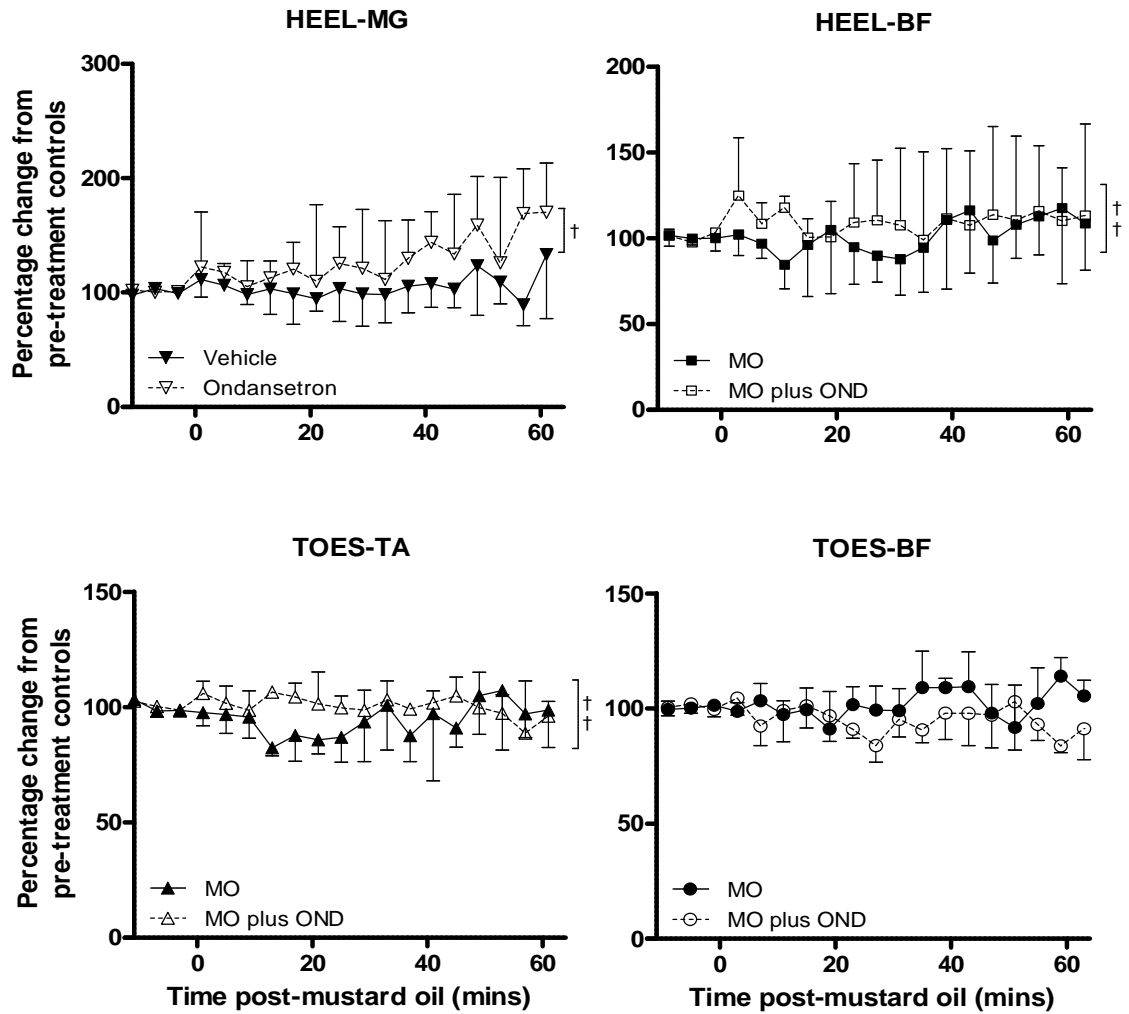 HEEL-MG
Percentage change from
pre-treatment controls
300
200
100
0
0 20 40 60
Vehicle
Ondansetron
†
HEEL-BF
200
150
100
50
0
0 20 40 60
MO
MO plus OND
†
†
TOES-TA
Percentage change from
pre-treatment controls
150
100
50
0
0 20 40 60
MO
MO plus OND
†
†
Time post-mustard oil (mins)
TOES-BF
150
100
50
0
0 20 40 60
MO
MO plus OND
Time post-mustard oil (mins)